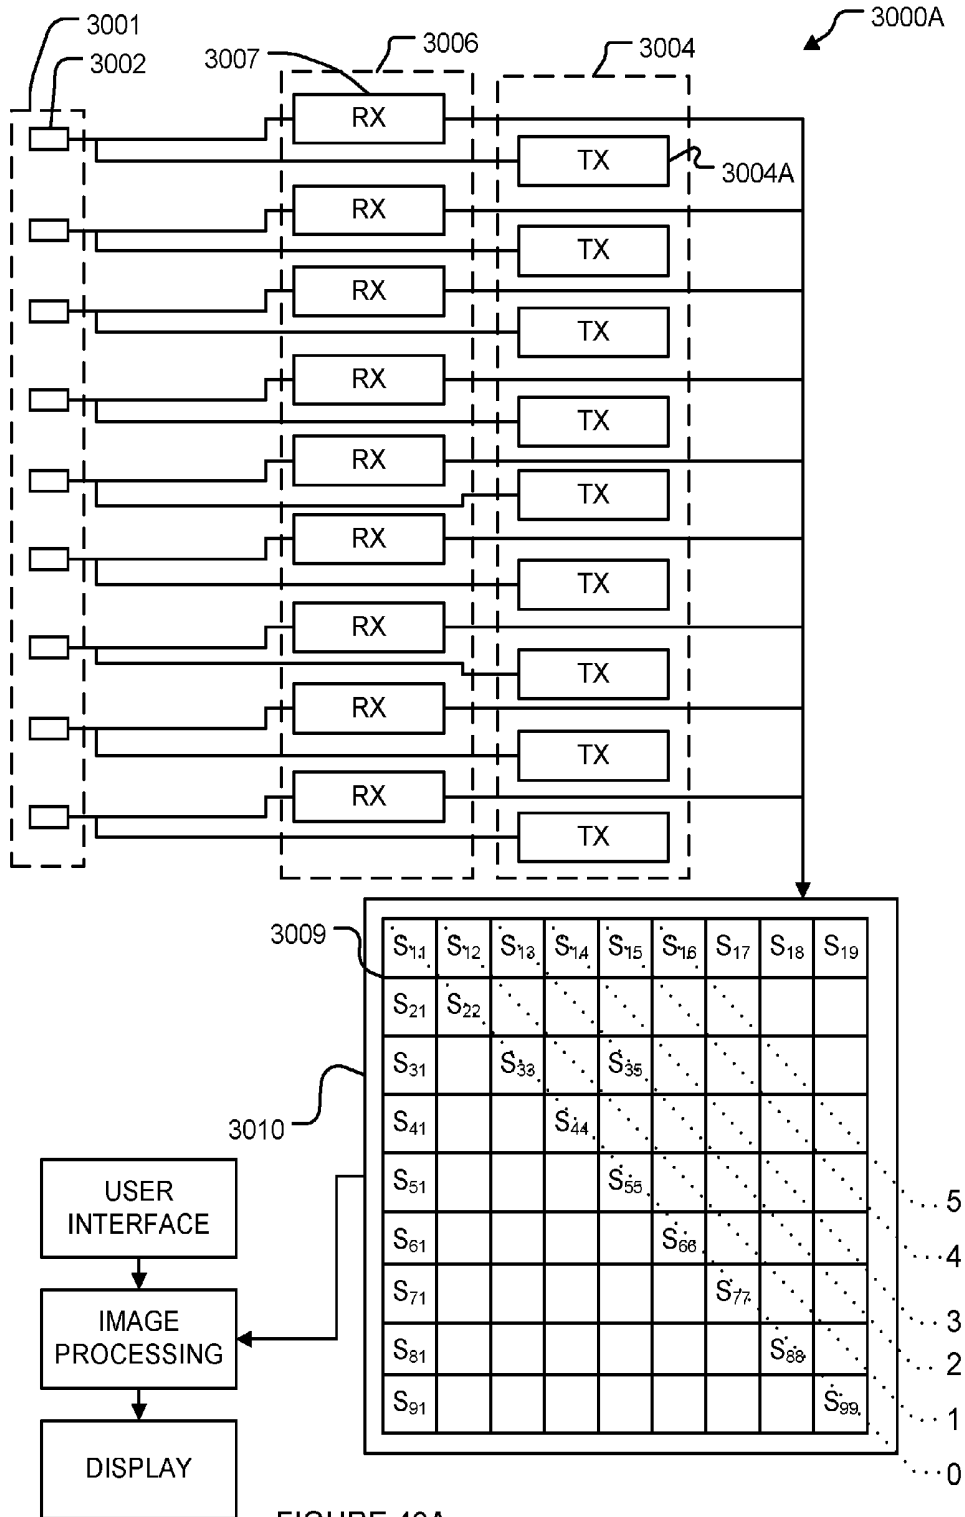 3001
3002
3007
3006
3004
3000A
RX
TX
3004A
RX
TX
RX
TX
RX
TX
RX
TX
RX
TX
RX
TX
RX
TX
RX
TX
3009
3010
S11 S12 S13 S14 S15 S16 S17 S18 S19
S21 S22
S31 S33 S35
S41 S44
S51 S55
S61 S66
S71 S77
S81 S88
S91 S99
5
4
3
2
1
0
USER
INTERFACE
IMAGE
PROCESSING
DISPLAY